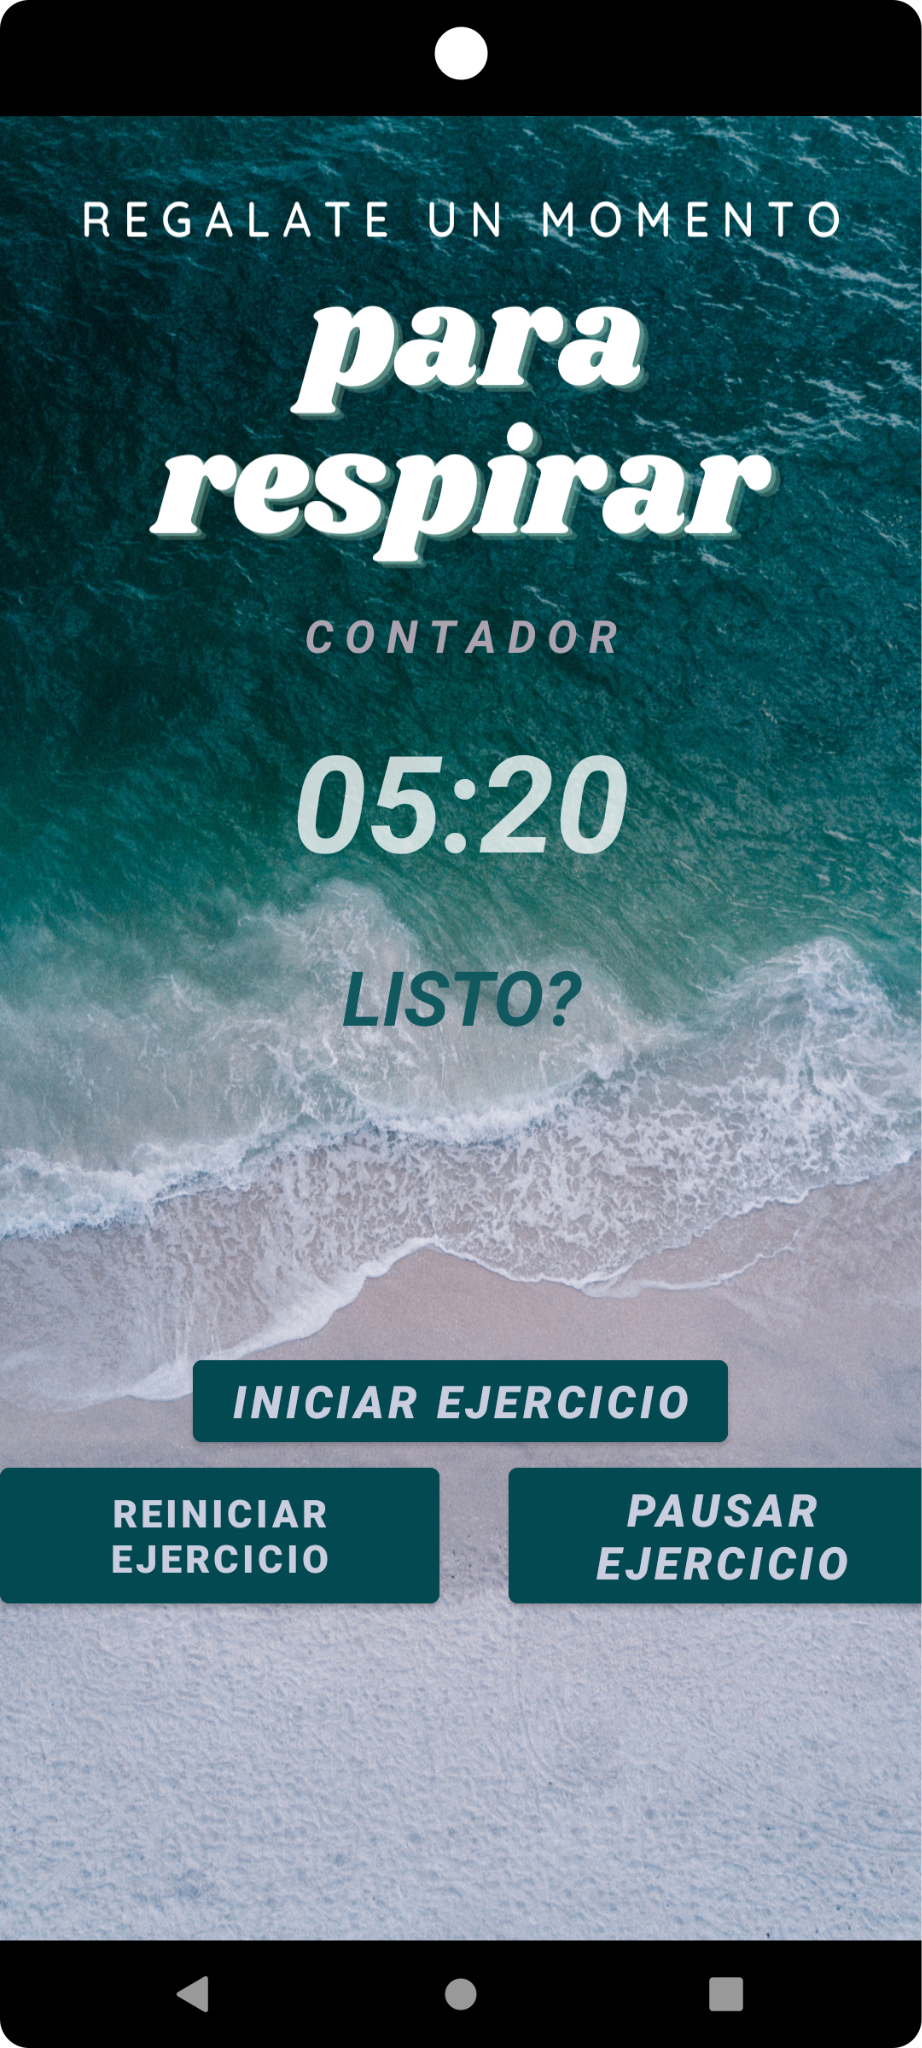 REGALATE UN MOMENTO
para
respirar
CONTADOR
05:20
LISTO?
INICIAR EJERCICIO
REINICIAR
EJERCICIO
PAUSAR
EJERCICIO